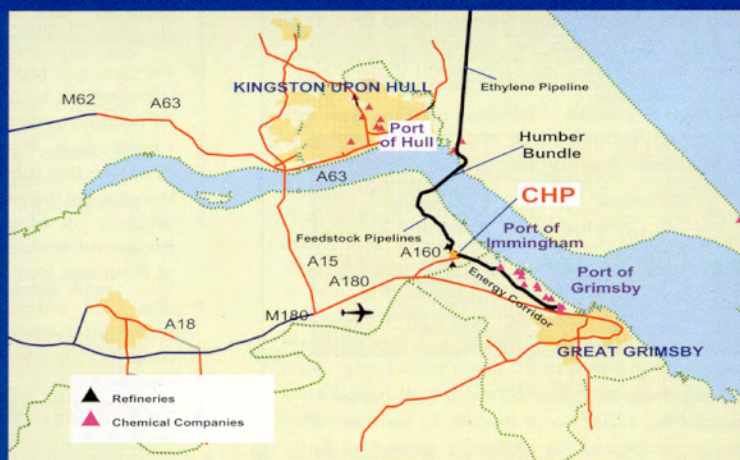 KINGSTON UPON HULL
Ethylene Pipeline
M62
A63
Port
of Hull
Humber
Bundle
A63
CHP
Feedstock Pipelines
Port of
Immingham
A160
A15
Port of
Grimsby
A180
Energy Corridor
M180
A18
GREAT GRIMSBY
Refineries
Chemical Companies